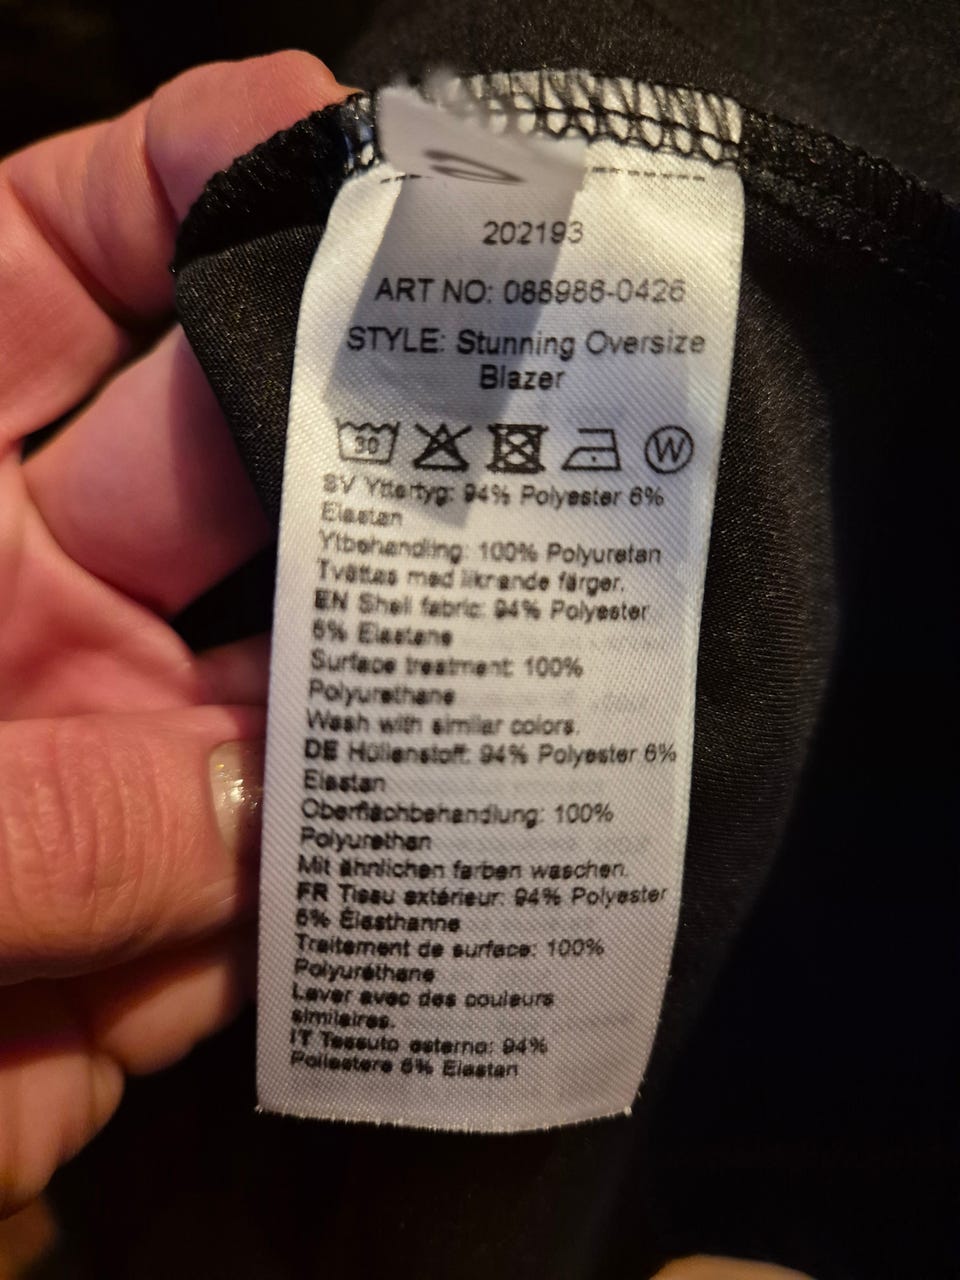 202193
ART NO: 088986-0426
STYLE: Stunning Oversize
Blazer
30
W
SV Yttertyg: 94% Polyester 6%
Elastan
Ytbehandling: 100% Polyuretan
Tvättas med liknande färger.
EN Shell fabric: 94% Polyester
6% Elastane
Surface treatment: 100%
Polyurethane
Wash with similar colors.
DE Hüllenstoff: 94% Polyester 6%
Elastan
Oberflächbehandlung: 100%
Polyurethan
Mit ähnlichen farben waschen.
FR Tissu extérieur: 94% Polyester
6% Élasthanne
Traitement de surface: 100%
Polyuréthane
Laver avec des couleurs
similaires.
IT Tessuto esterno: 94%
Poliestere 6% Elastan